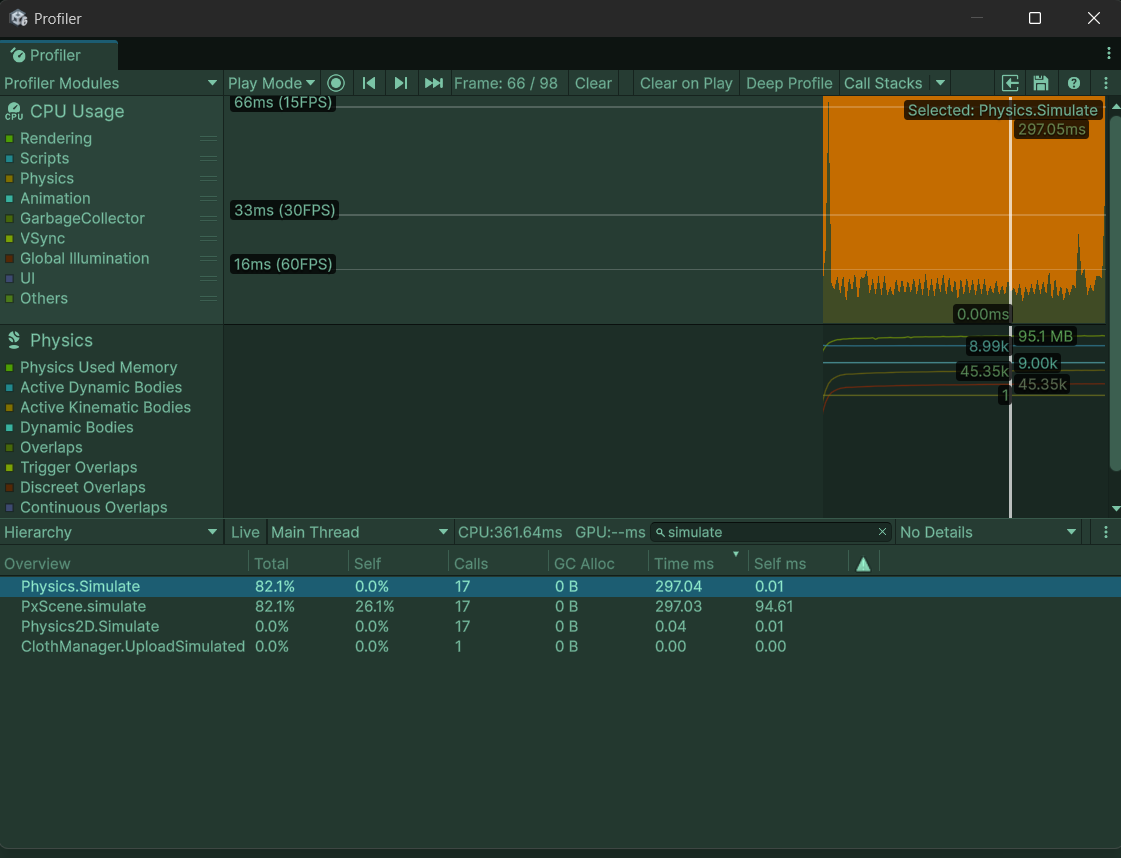 Profiler
Profiler
Profiler Modules Play Mode Frame: 66 / 98 Clear Clear on Play Deep Profile Call Stacks
CPU Usage
CPU
Rendering
Scripts
Physics
Animation
GarbageCollector
VSync
Global Illumination
UI
Others
66ms (15FPS)
33ms (30FPS)
16ms (60FPS)
Selected: Physics.Simulate
297.05ms
0.00ms
Physics
Physics Used Memory
Active Dynamic Bodies
Active Kinematic Bodies
Dynamic Bodies
Overlaps
Trigger Overlaps
Discreet Overlaps
Continuous Overlaps
95.1 MB
8.99k
9.00k
45.35k
45.35k
1
Hierarchy Live Main Thread CPU:361.64ms GPU:--ms simulate No Details
Overview Total Self Calls GC Alloc Time ms Self ms
Physics.Simulate 82.1% 0.0% 17 0 B 297.04 0.01
PxScene.simulate 82.1% 26.1% 17 0 B 297.03 94.61
Physics2D.Simulate 0.0% 0.0% 17 0 B 0.04 0.01
ClothManager.UploadSimulated 0.0% 0.0% 1 0 B 0.00 0.00